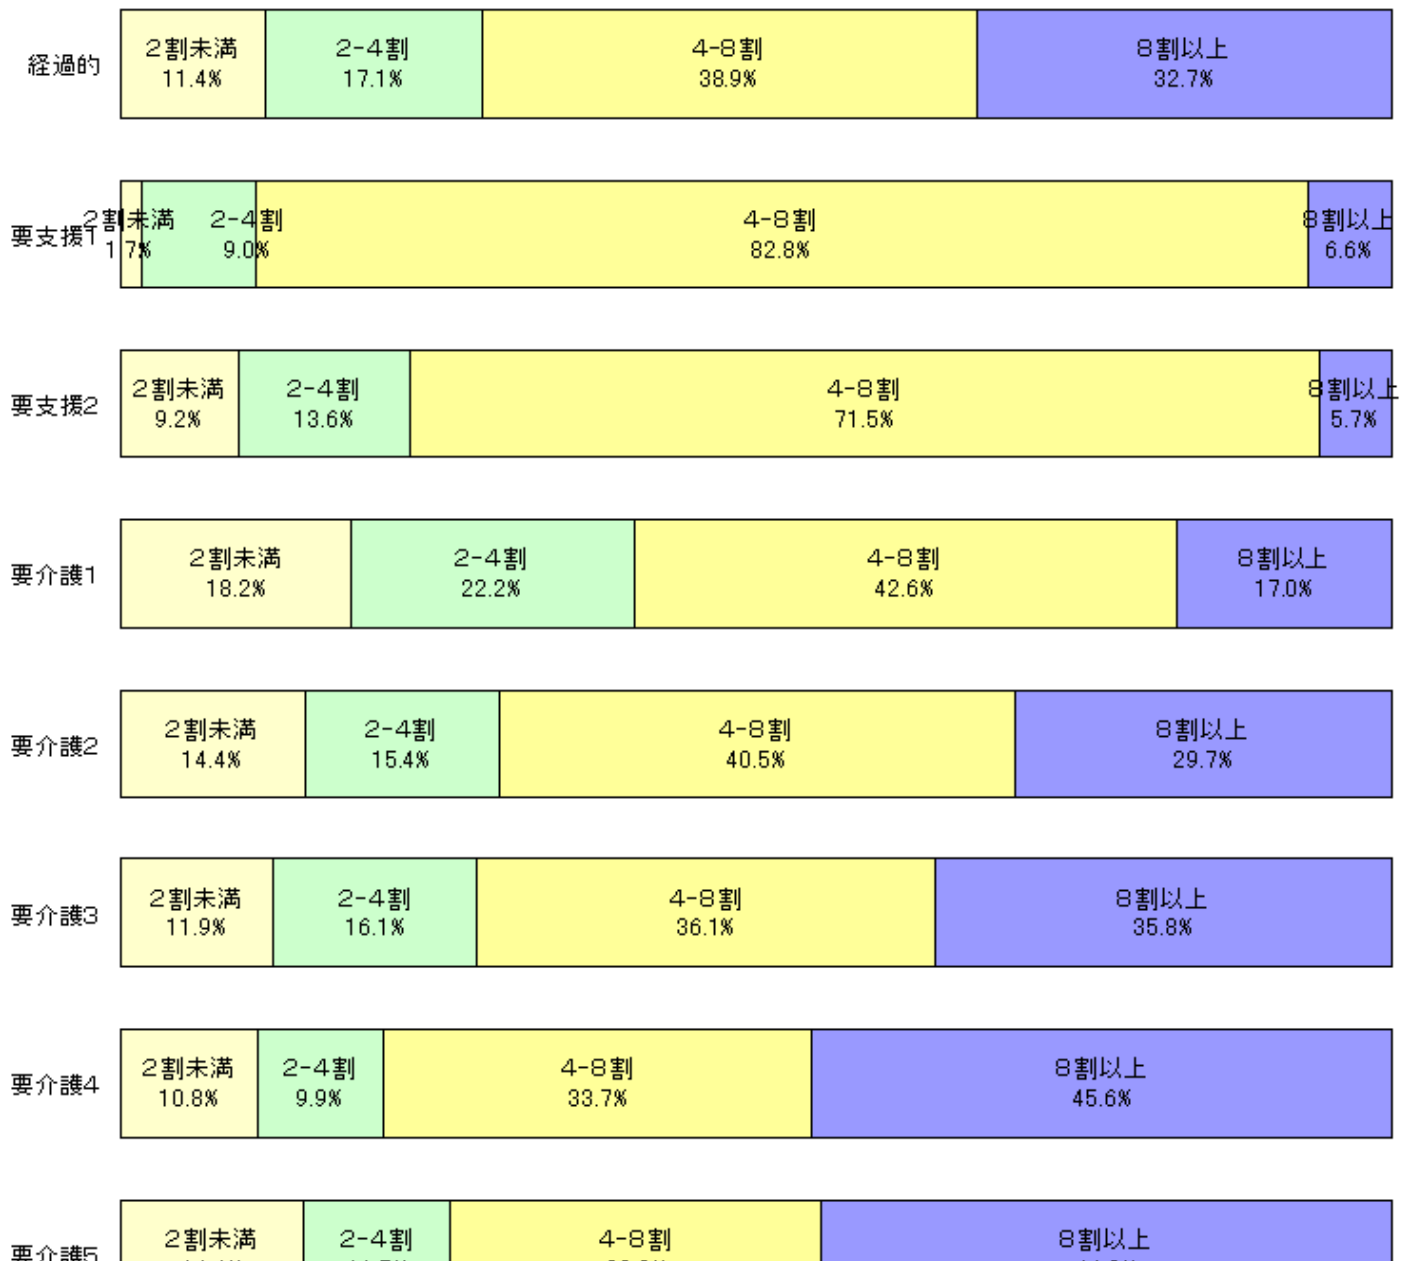 経過的
2割未満
11.4%
2-4割
17.1%
4-8割
38.9%
8割以上
32.7%
要支援1
2割未満
1.7%
2-4割
9.0%
4-8割
82.8%
8割以上
6.6%
要支援2
2割未満
9.2%
2-4割
13.6%
4-8割
71.5%
8割以上
5.7%
要介護1
2割未満
18.2%
2-4割
22.2%
4-8割
42.6%
8割以上
17.0%
要介護2
2割未満
14.4%
2-4割
15.4%
4-8割
40.5%
8割以上
29.7%
要介護3
2割未満
11.9%
2-4割
16.1%
4-8割
36.1%
8割以上
35.8%
要介護4
2割未満
10.8%
2-4割
9.9%
4-8割
33.7%
8割以上
45.6%
要介護5
2割未満
2-4割
4-8割
8割以上